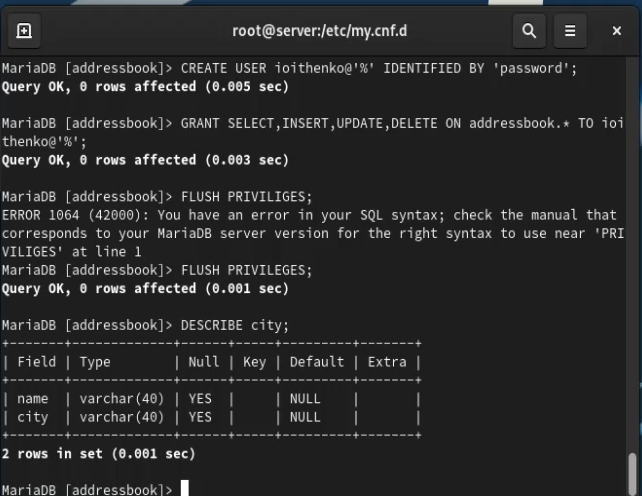 root@server:/etc/my.cnf.d
MariaDB [addressbook]> CREATE USER ioithenko@'%' IDENTIFIED BY 'password';
Query OK, 0 rows affected (0.005 sec)
MariaDB [addressbook]> GRANT SELECT,INSERT,UPDATE,DELETE ON addressbook.* TO ioi
thenko@'%';
Query OK, 0 rows affected (0.003 sec)
MariaDB [addressbook]> FLUSH PRIVILIGES;
ERROR 1064 (42000): You have an error in your SQL syntax; check the manual that
corresponds to your MariaDB server version for the right syntax to use near 'PRI
VILIGES' at line 1
MariaDB [addressbook]> FLUSH PRIVILEGES;
Query OK, 0 rows affected (0.001 sec)
MariaDB [addressbook]> DESCRIBE city;
+-------+-------------+------+-----+---------+-------+
| Field | Type        | Null | Key | Default | Extra |
+-------+-------------+------+-----+---------+-------+
| name  | varchar(40) | YES  |     | NULL    |       |
| city  | varchar(40) | YES  |     | NULL    |       |
+-------+-------------+------+-----+---------+-------+
2 rows in set (0.001 sec)
MariaDB [addressbook]>